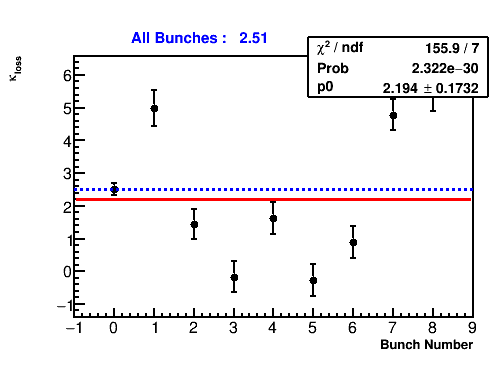 All Bunches :   2.51
χ² / ndf 155.9 / 7
Prob 2.322e−30
p0 2.194 ± 0.1732
κloss
6
5
4
3
2
1
0
−1
−1 0 1 2 3 4 5 6 7 8 9
Bunch Number